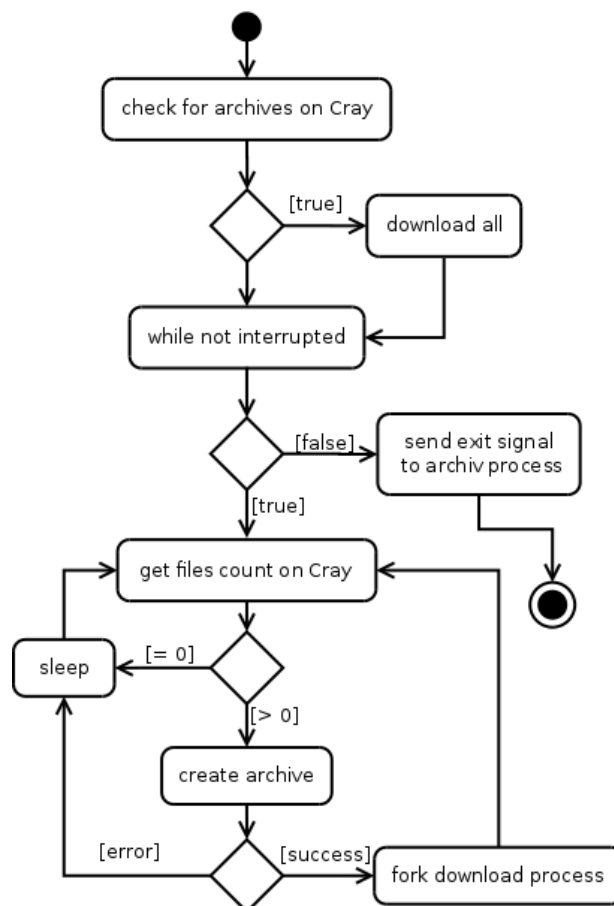 check for archives on Cray
[true]
download all
while not interrupted
[false]
send exit signal
to archiv process
[true]
get files count on Cray
[= 0]
sleep
[> 0]
create archive
[error]
[success]
fork download process